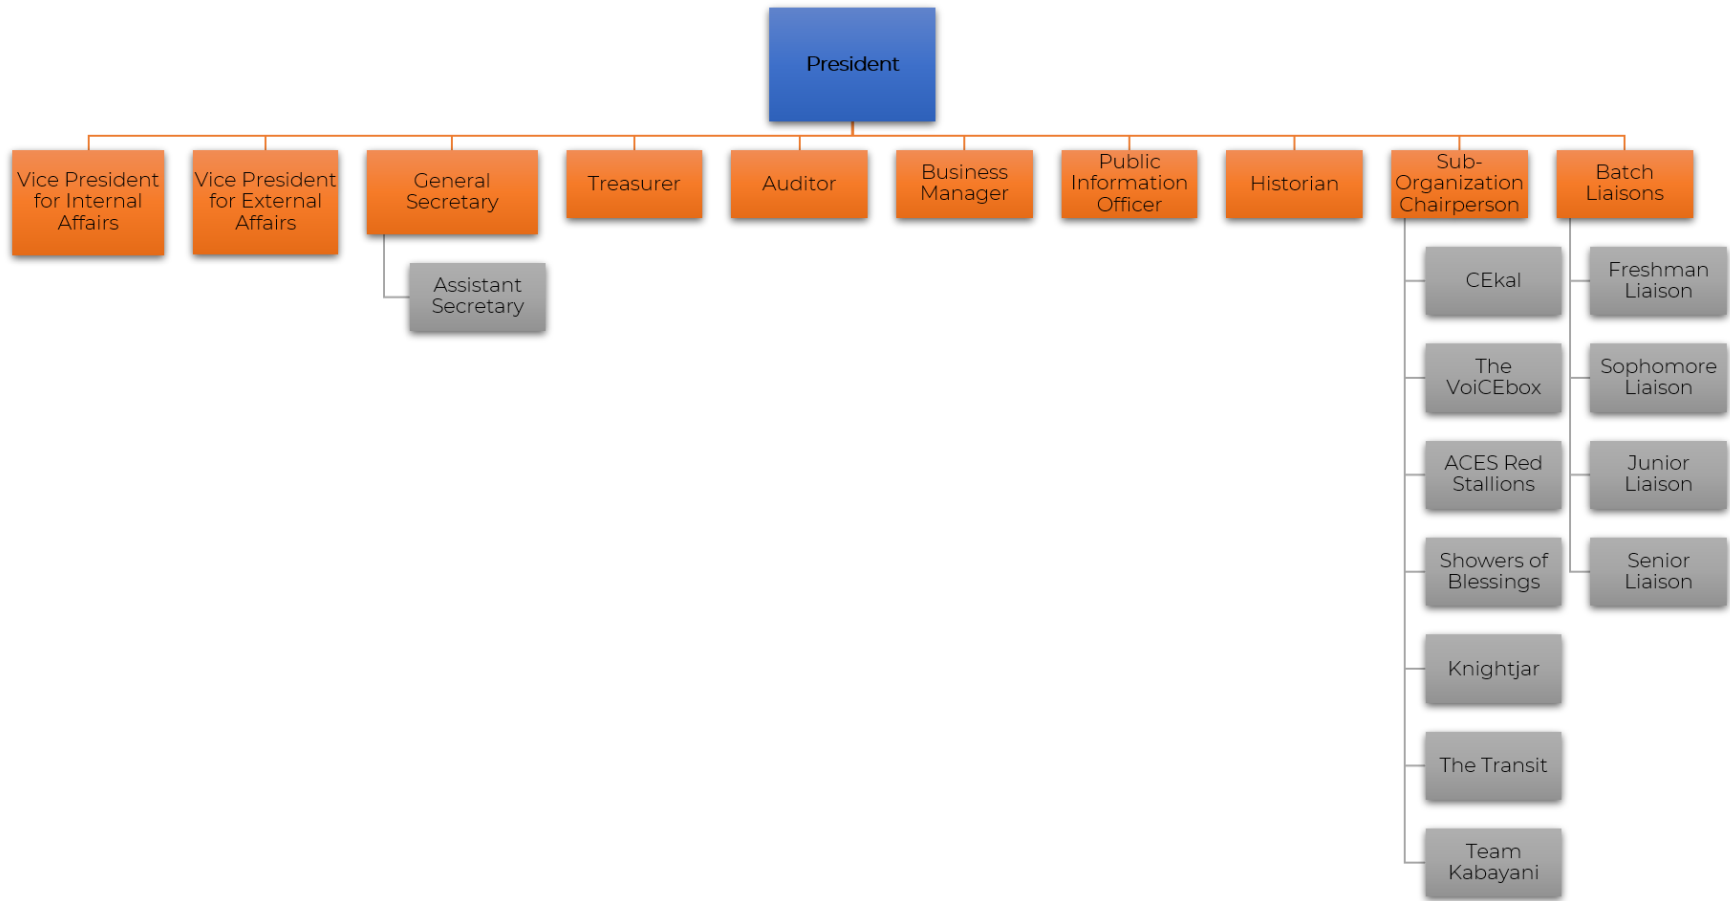 President
Vice President
for Internal
Affairs
Vice President
for External
Affairs
General
Secretary
Treasurer
Auditor
Business
Manager
Public
Information
Officer
Historian
Sub-
Organization
Chairperson
Batch
Liaisons
Assistant
Secretary
CEkal
The
VoiCEbox
ACES Red
Stallions
Showers of
Blessings
Knightjar
The Transit
Team
Kabayani
Freshman
Liaison
Sophomore
Liaison
Junior
Liaison
Senior
Liaison